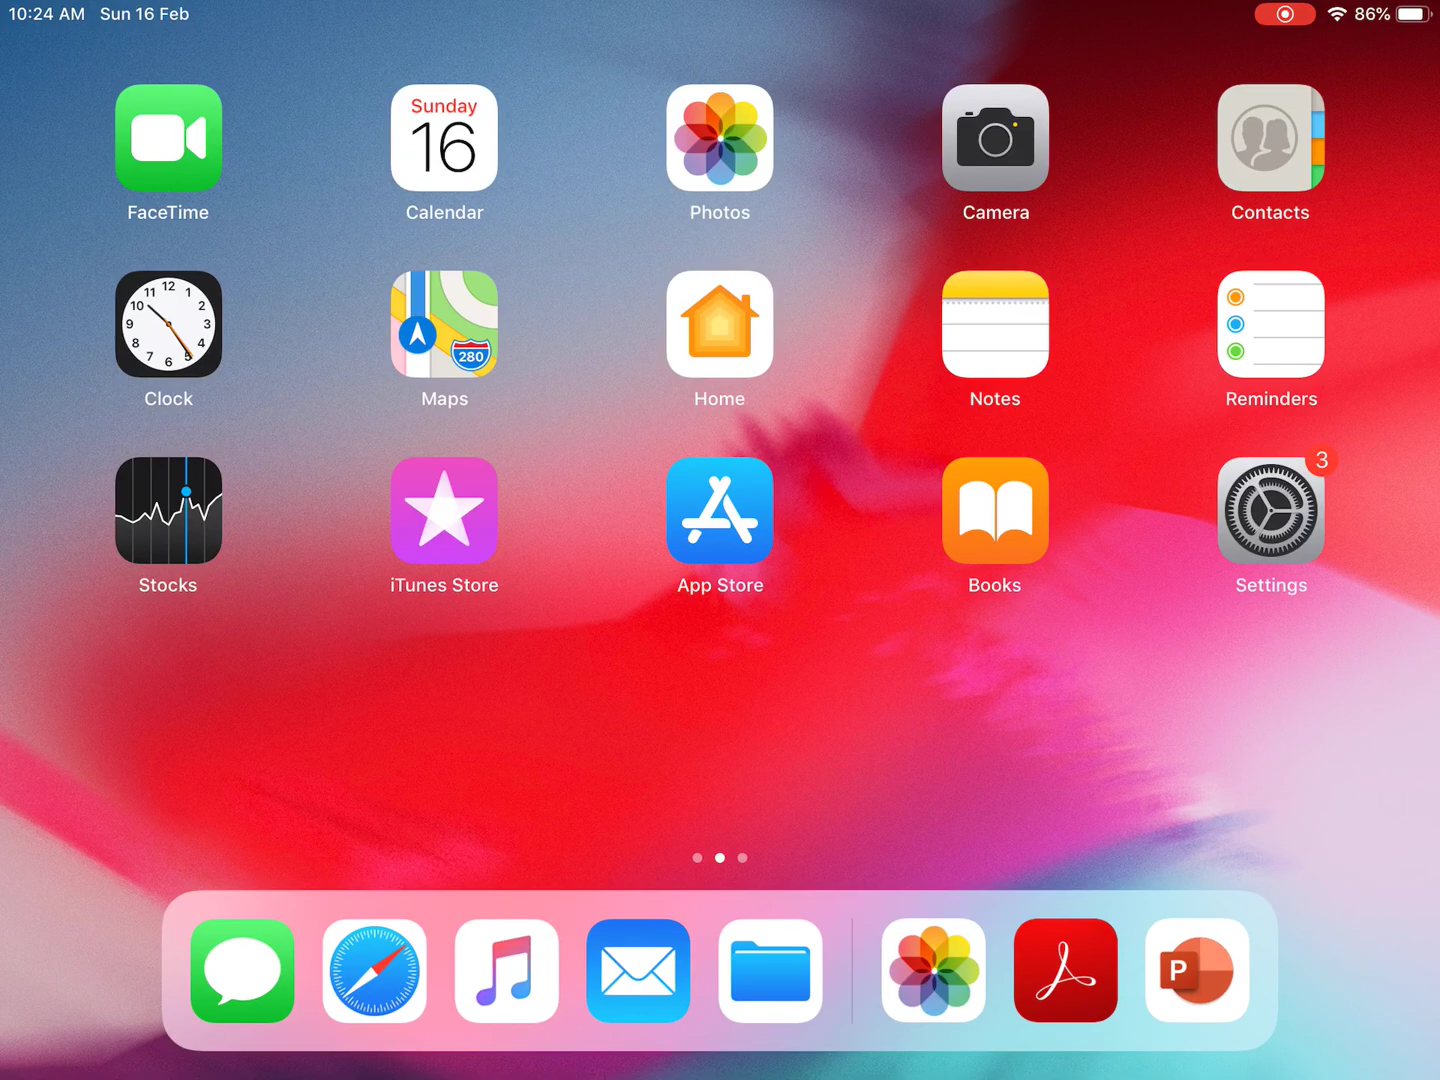 10:24 AM Sun 16 Feb
86%
Sunday
16
FaceTime
Calendar
Photos
Camera
Contacts
12
11 1
10 2
9 3
8 4
7 5
6
280
Clock
Maps
Home
Notes
Reminders
3
Stocks
iTunes Store
App Store
Books
Settings
P